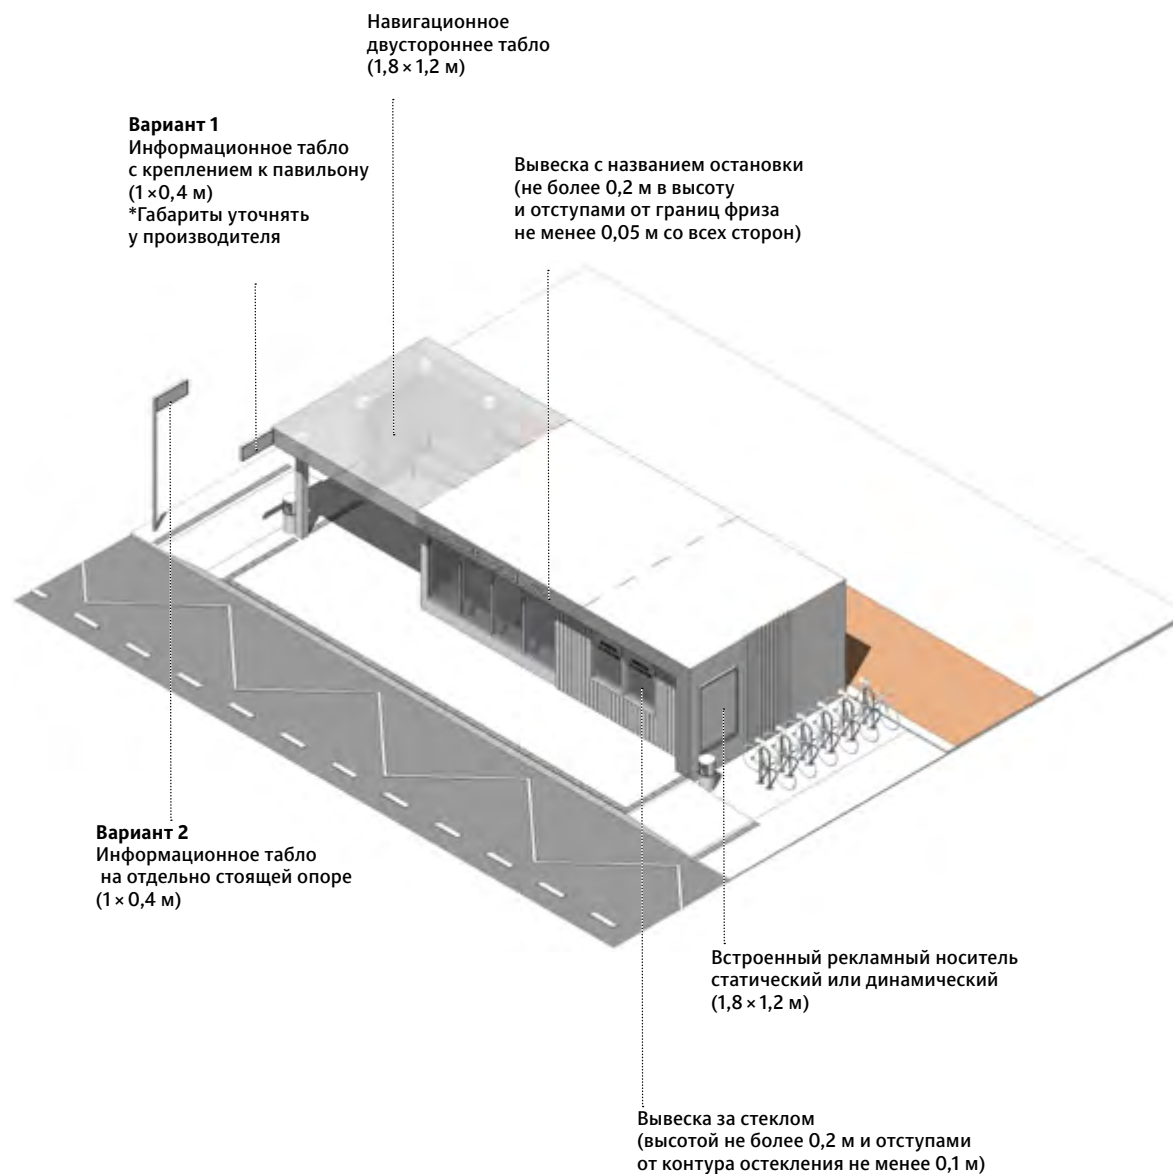 Навигационное
двустороннее табло
(1,8 × 1,2 м)
Вариант 1
Информационное табло
с креплением к павильону
(1 ×0,4 м)
*Габариты уточнять
у производителя
Вывеска с названием остановки
(не более 0,2 м в высоту
и отступами от границ фриза
не менее 0,05 м со всех сторон)
Вариант 2
Информационное табло
на отдельно стоящей опоре
(1 × 0,4 м)
Встроенный рекламный носитель
статический или динамический
(1,8 × 1,2 м)
Вывеска за стеклом
(высотой не более 0,2 м и отступами
от контура остекления не менее 0,1 м)